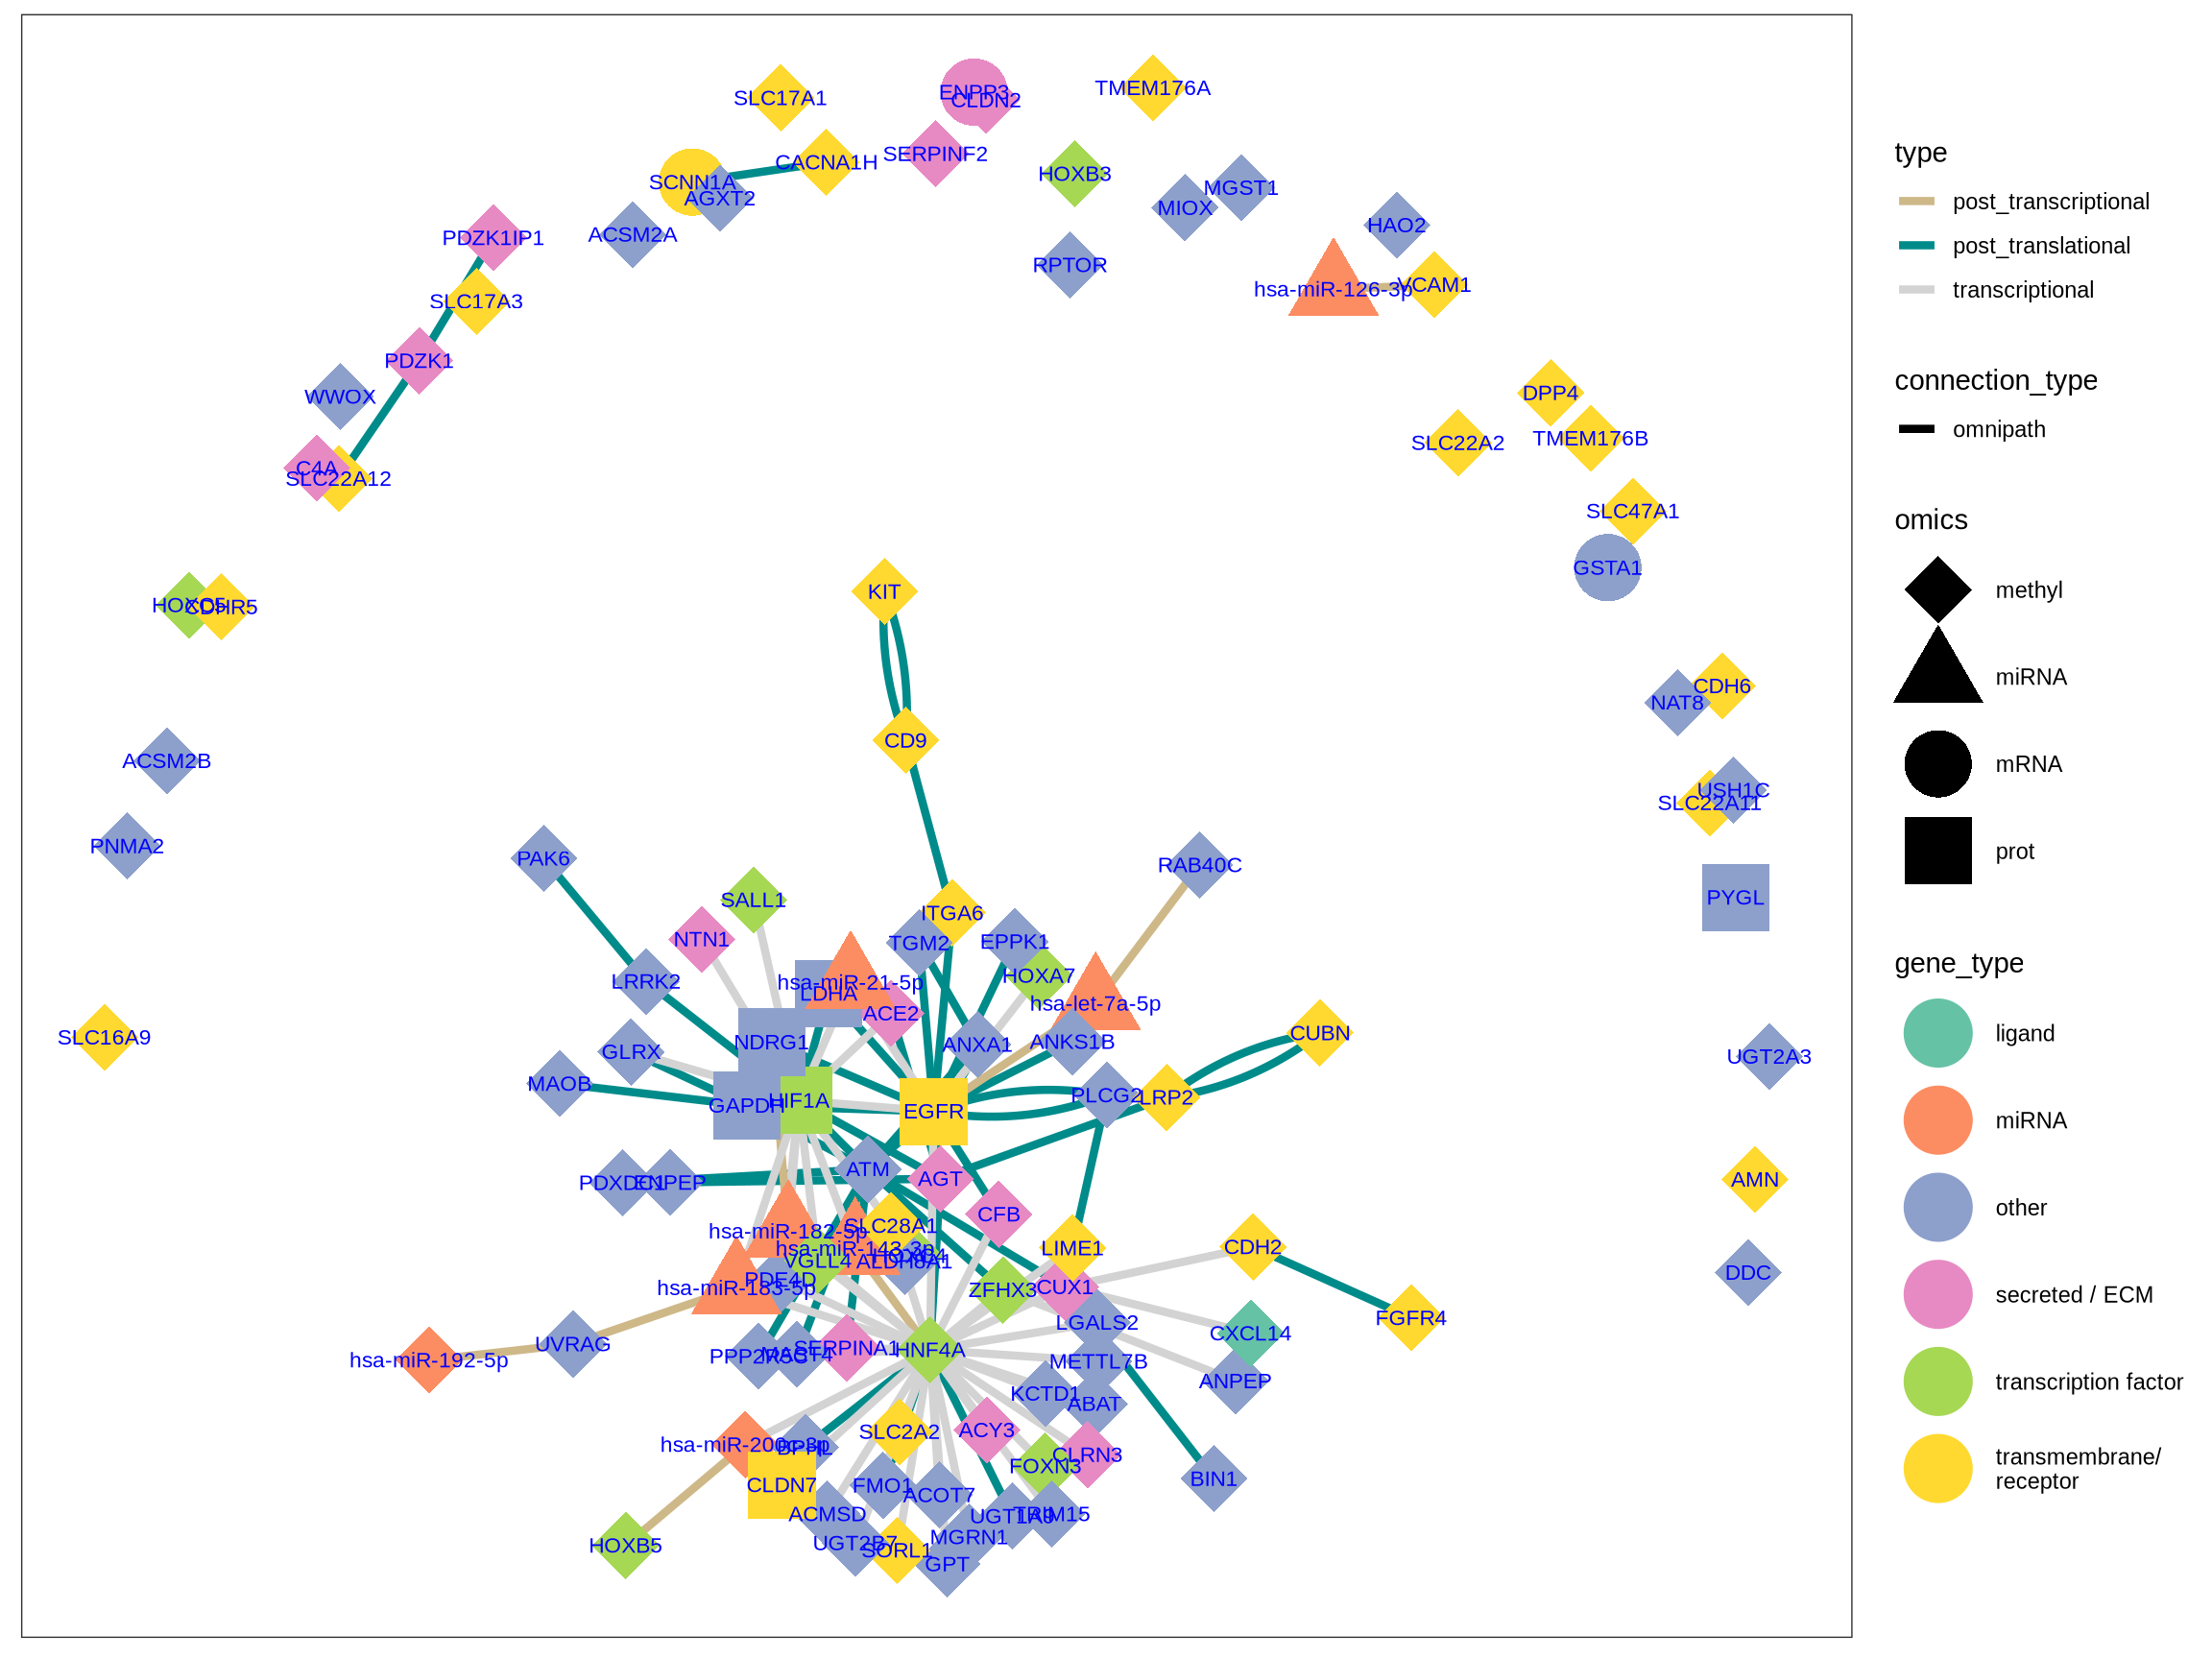 SLC17A1
ENPP3
CLDN2
TMEM176A
CACNA1H
SERPINF2
SCNN1A
AGXT2
HOXB3
MGST1
MIOX
ACSM2A
PDZK1IP1
HAO2
RPTOR
SLC17A3
hsa-miR-126-3p
VCAM1
PDZK1
WWOX
DPP4
SLC22A2
TMEM176B
C4A
SLC22A12
SLC47A1
GSTA1
KIT
CDHR5
CDH6
NAT8
CD9
ACSM2B
USH1C
SLC22A11
PNMA2
PAK6
RAB40C
SALL1
PYGL
ITGA6
NTN1
TGM2
EPPK1
LRRK2
hsa-miR-21-5p
HOXA7
LDHA
hsa-let-7a-5p
ACE2
SLC16A9
CUBN
NDRG1
ANXA1
ANKS1B
GLRX
UGT2A3
MAOB
PLCG2
LRP2
GAPDH
HIF1A
EGFR
ATM
AGT
PDXDC1
ENPEP
AMN
CFB
hsa-miR-182-5p
SLC28A1
hsa-miR-143-3p
LIME1
CDH2
VGLL4
ALDH8A1
PDE4D
hsa-miR-183-5p
ZFHX3
CUX1
DDC
FGFR4
LGALS2
CXCL14
UVRAG
hsa-miR-192-5p
PPP2R5C
MAST4
SERPINA1
HNF4A
METTL7B
ANPEP
KCTD1
ABAT
SLC2A2
ACY3
hsa-miR-200c-3p
BPHL
CLRN3
FOXN3
BIN1
CLDN7
FMO1
ACOT7
ACMSD
TRIM15
MGRN1
UGT2B7
SORL1
GPT
HOXB5
type
post_transcriptional
post_translational
transcriptional
connection_type
omnipath
omics
methyl
miRNA
mRNA
prot
gene_type
ligand
miRNA
other
secreted / ECM
transcription factor
transmembrane/
receptor